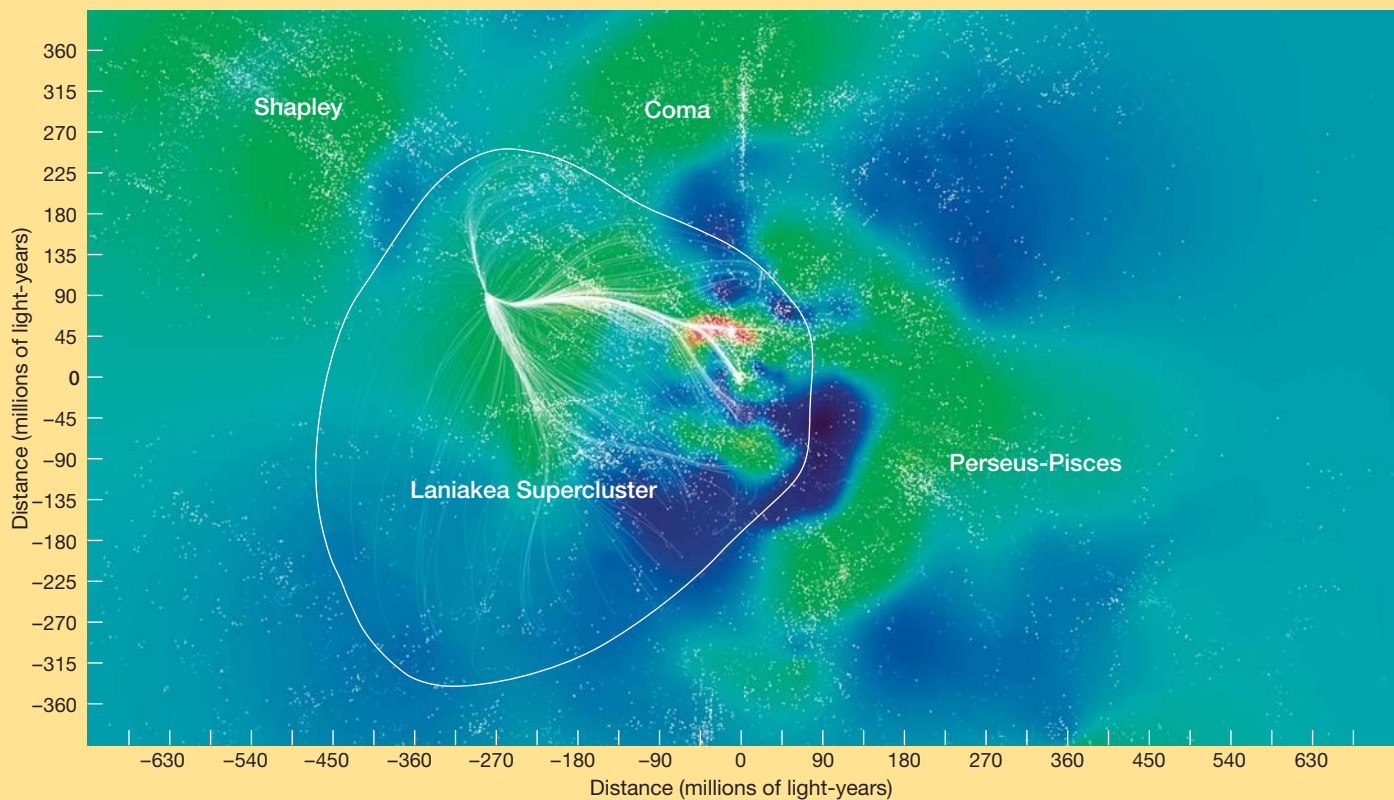 360
315
270
225
180
135
90
45
0
−45
−90
−135
−180
−225
−270
−315
−360
Distance (millions of light-years)
Shapley
Coma
Perseus-Pisces
Laniakea Supercluster
−630 −540 −450 −360 −270 −180 −90 0 90 180 270 360 450 540 630
Distance (millions of light-years)